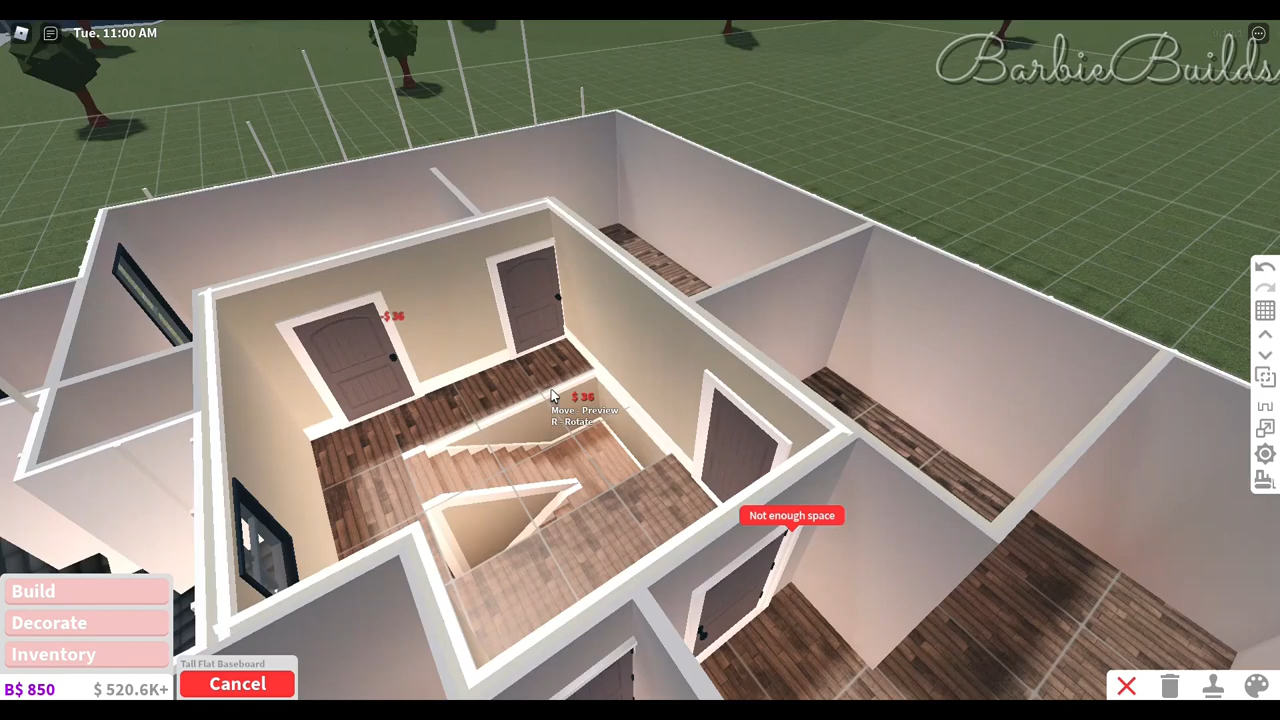 Tue. 11:00 AM
BarbieBuilds
-$ 36
$ 36
Move - Preview
R - Rotate
Not enough space
Build
Decorate
Inventory
Tall Flat Baseboard
Cancel
B$ 850 $ 520.6K+